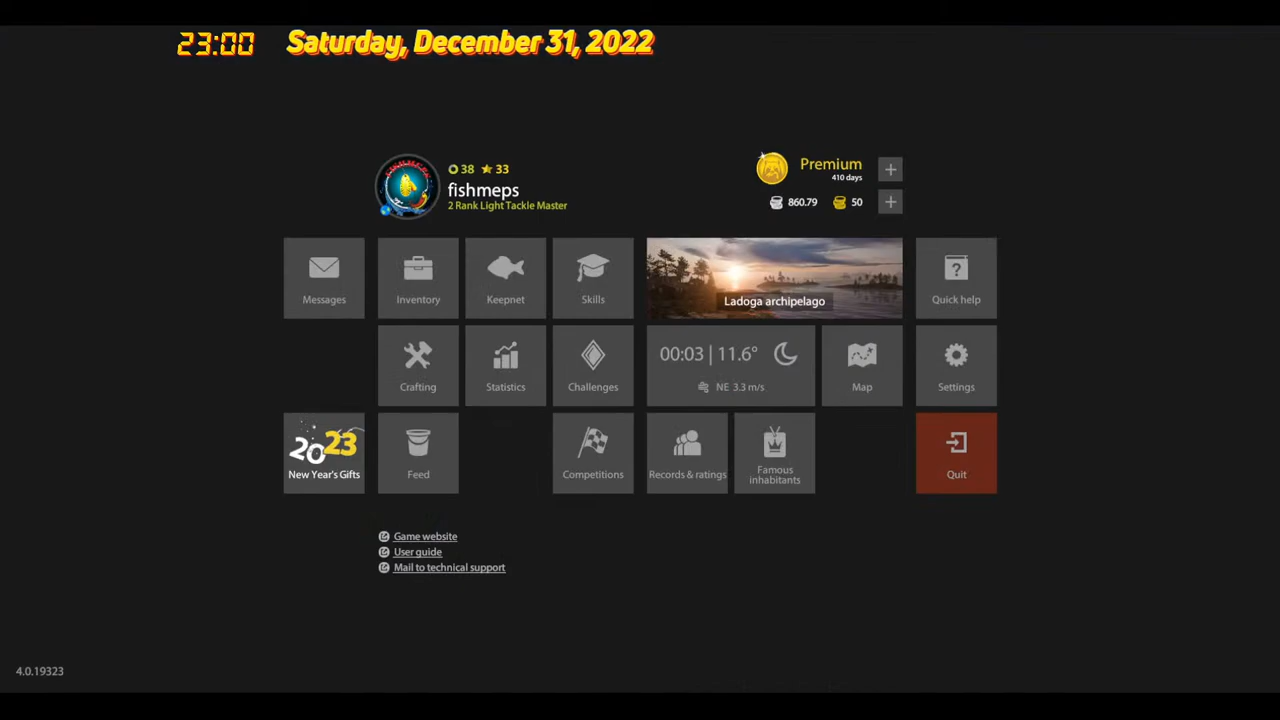 23:00 Saturday, December 31, 2022
38 33
fishmeps
2 Rank Light Tackle Master
Premium
410 days
860.79 50
Messages
Inventory
Keepnet
Skills
Ladoga archipelago
Quick help
Crafting
Statistics
Challenges
00:03 | 11.6°
NE 3.3 m/s
Map
Settings
2023
New Year's Gifts
Feed
Competitions
Records & ratings
Famous
inhabitants
Quit
Game website
User guide
Mail to technical support
4.0.19323